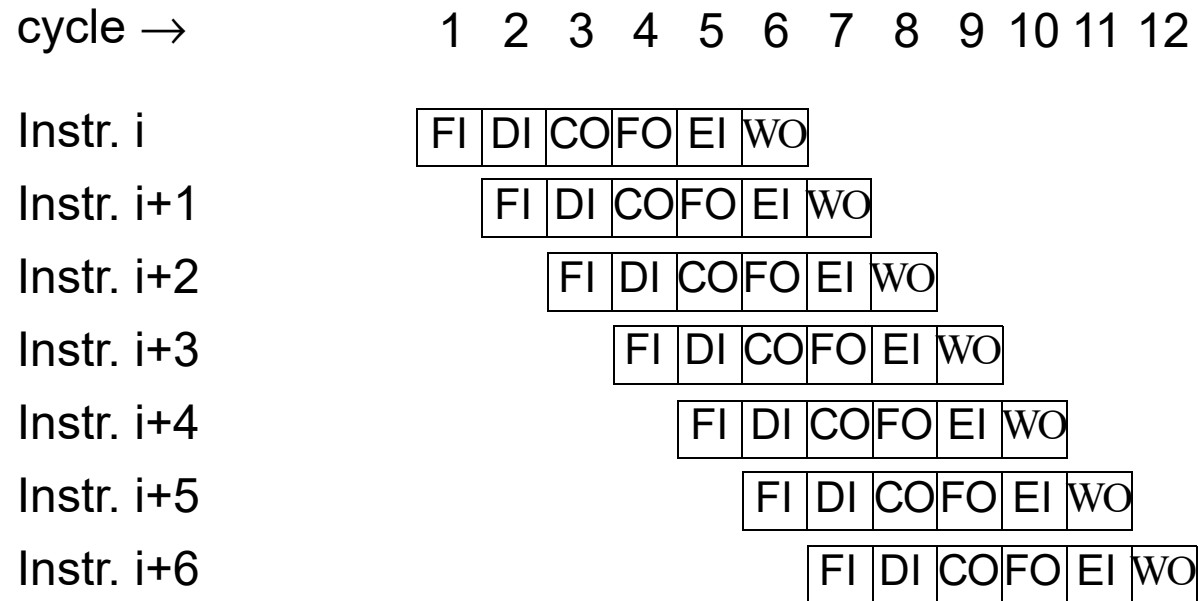 cycle → 1 2 3 4 5 6 7 8 9 10 11 12
Instr. i FI DI CO FO EI WO
Instr. i+1 FI DI CO FO EI WO
Instr. i+2 FI DI CO FO EI WO
Instr. i+3 FI DI CO FO EI WO
Instr. i+4 FI DI CO FO EI WO
Instr. i+5 FI DI CO FO EI WO
Instr. i+6 FI DI CO FO EI WO